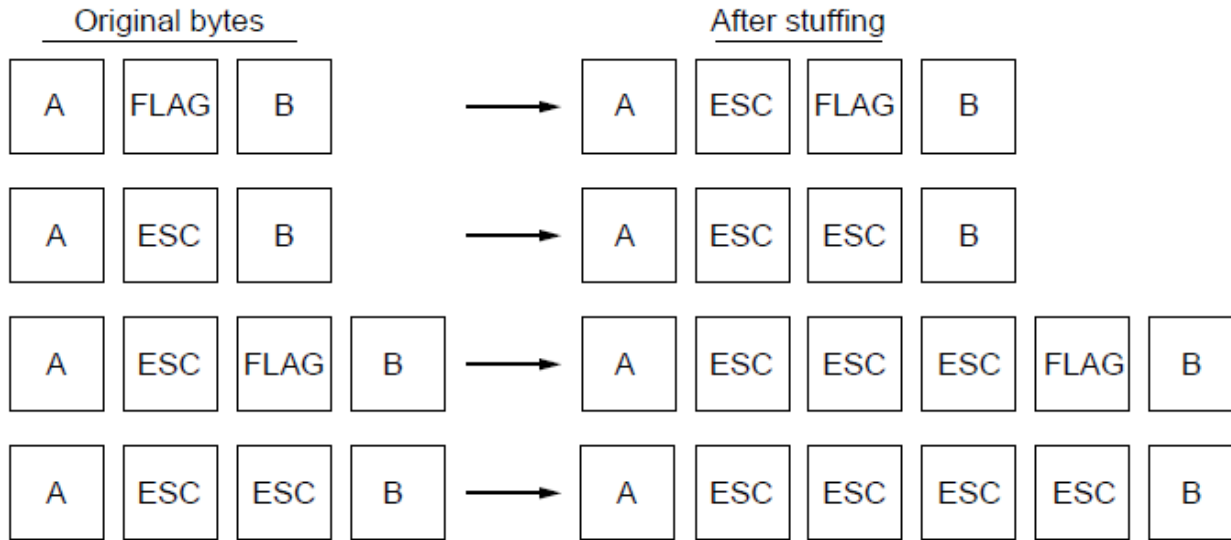 Original bytes After stuffing
A FLAG B A ESC FLAG B
A ESC B A ESC ESC B
A ESC FLAG B A ESC ESC ESC FLAG B
A ESC ESC B A ESC ESC ESC ESC B